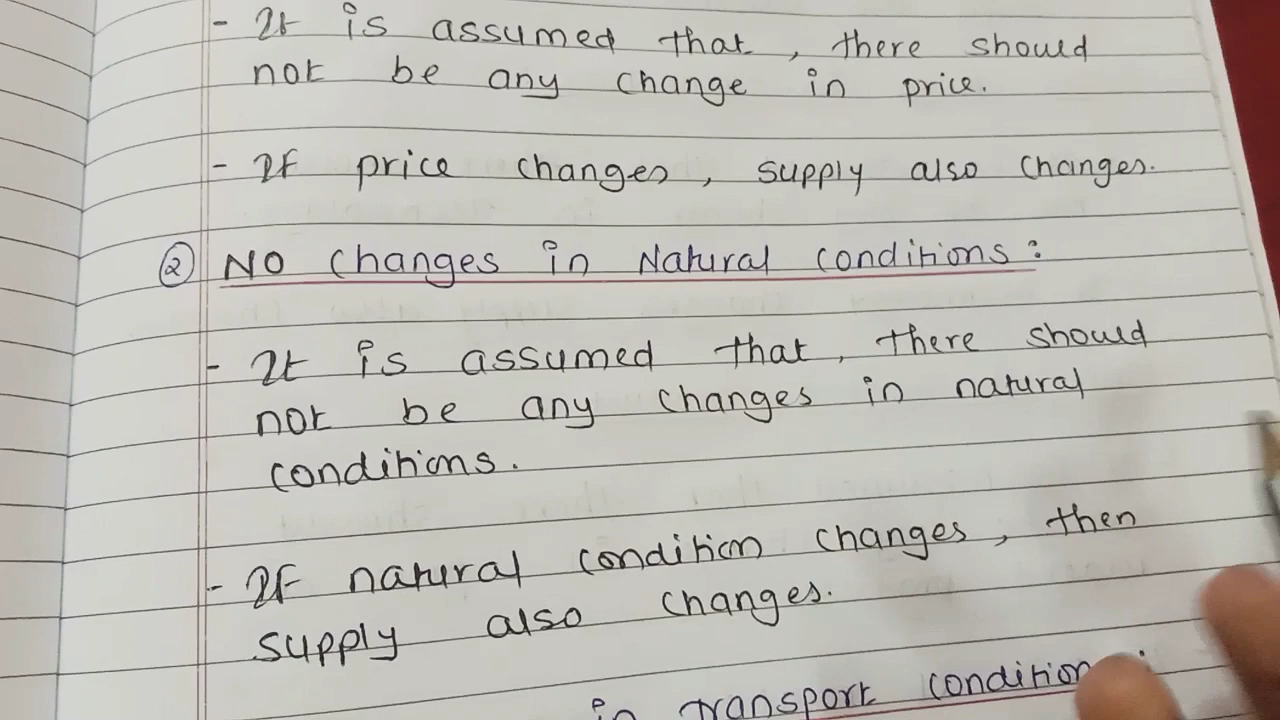 - It is assumed that, there should
not be any change in price.
- If price changes, supply also changes.
② NO changes in Natural conditions:
- It is assumed that, there should
not be any changes in natural
conditions.
- If natural condition changes, then
supply also changes.
in transport condition